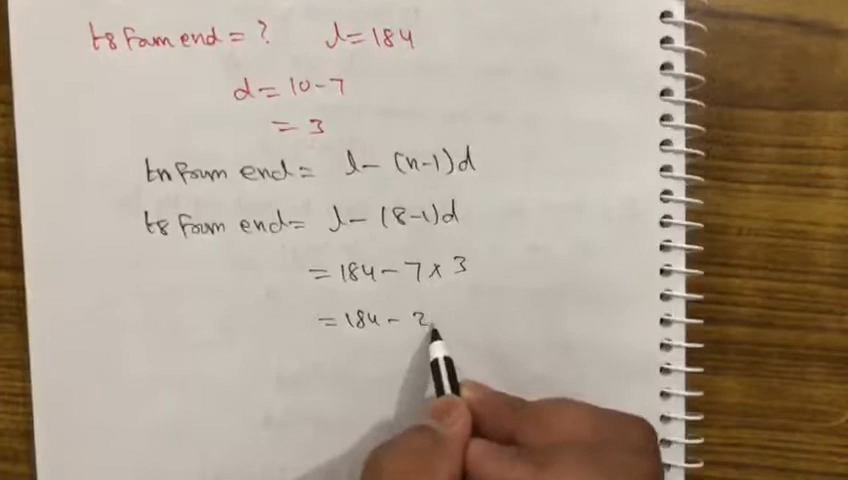 t8 from end = ? l = 184
d = 10 - 7
= 3
tn from end = l - (n-1)d
t8 from end = l - (8-1)d
= 184 - 7 x 3
= 184 - 2